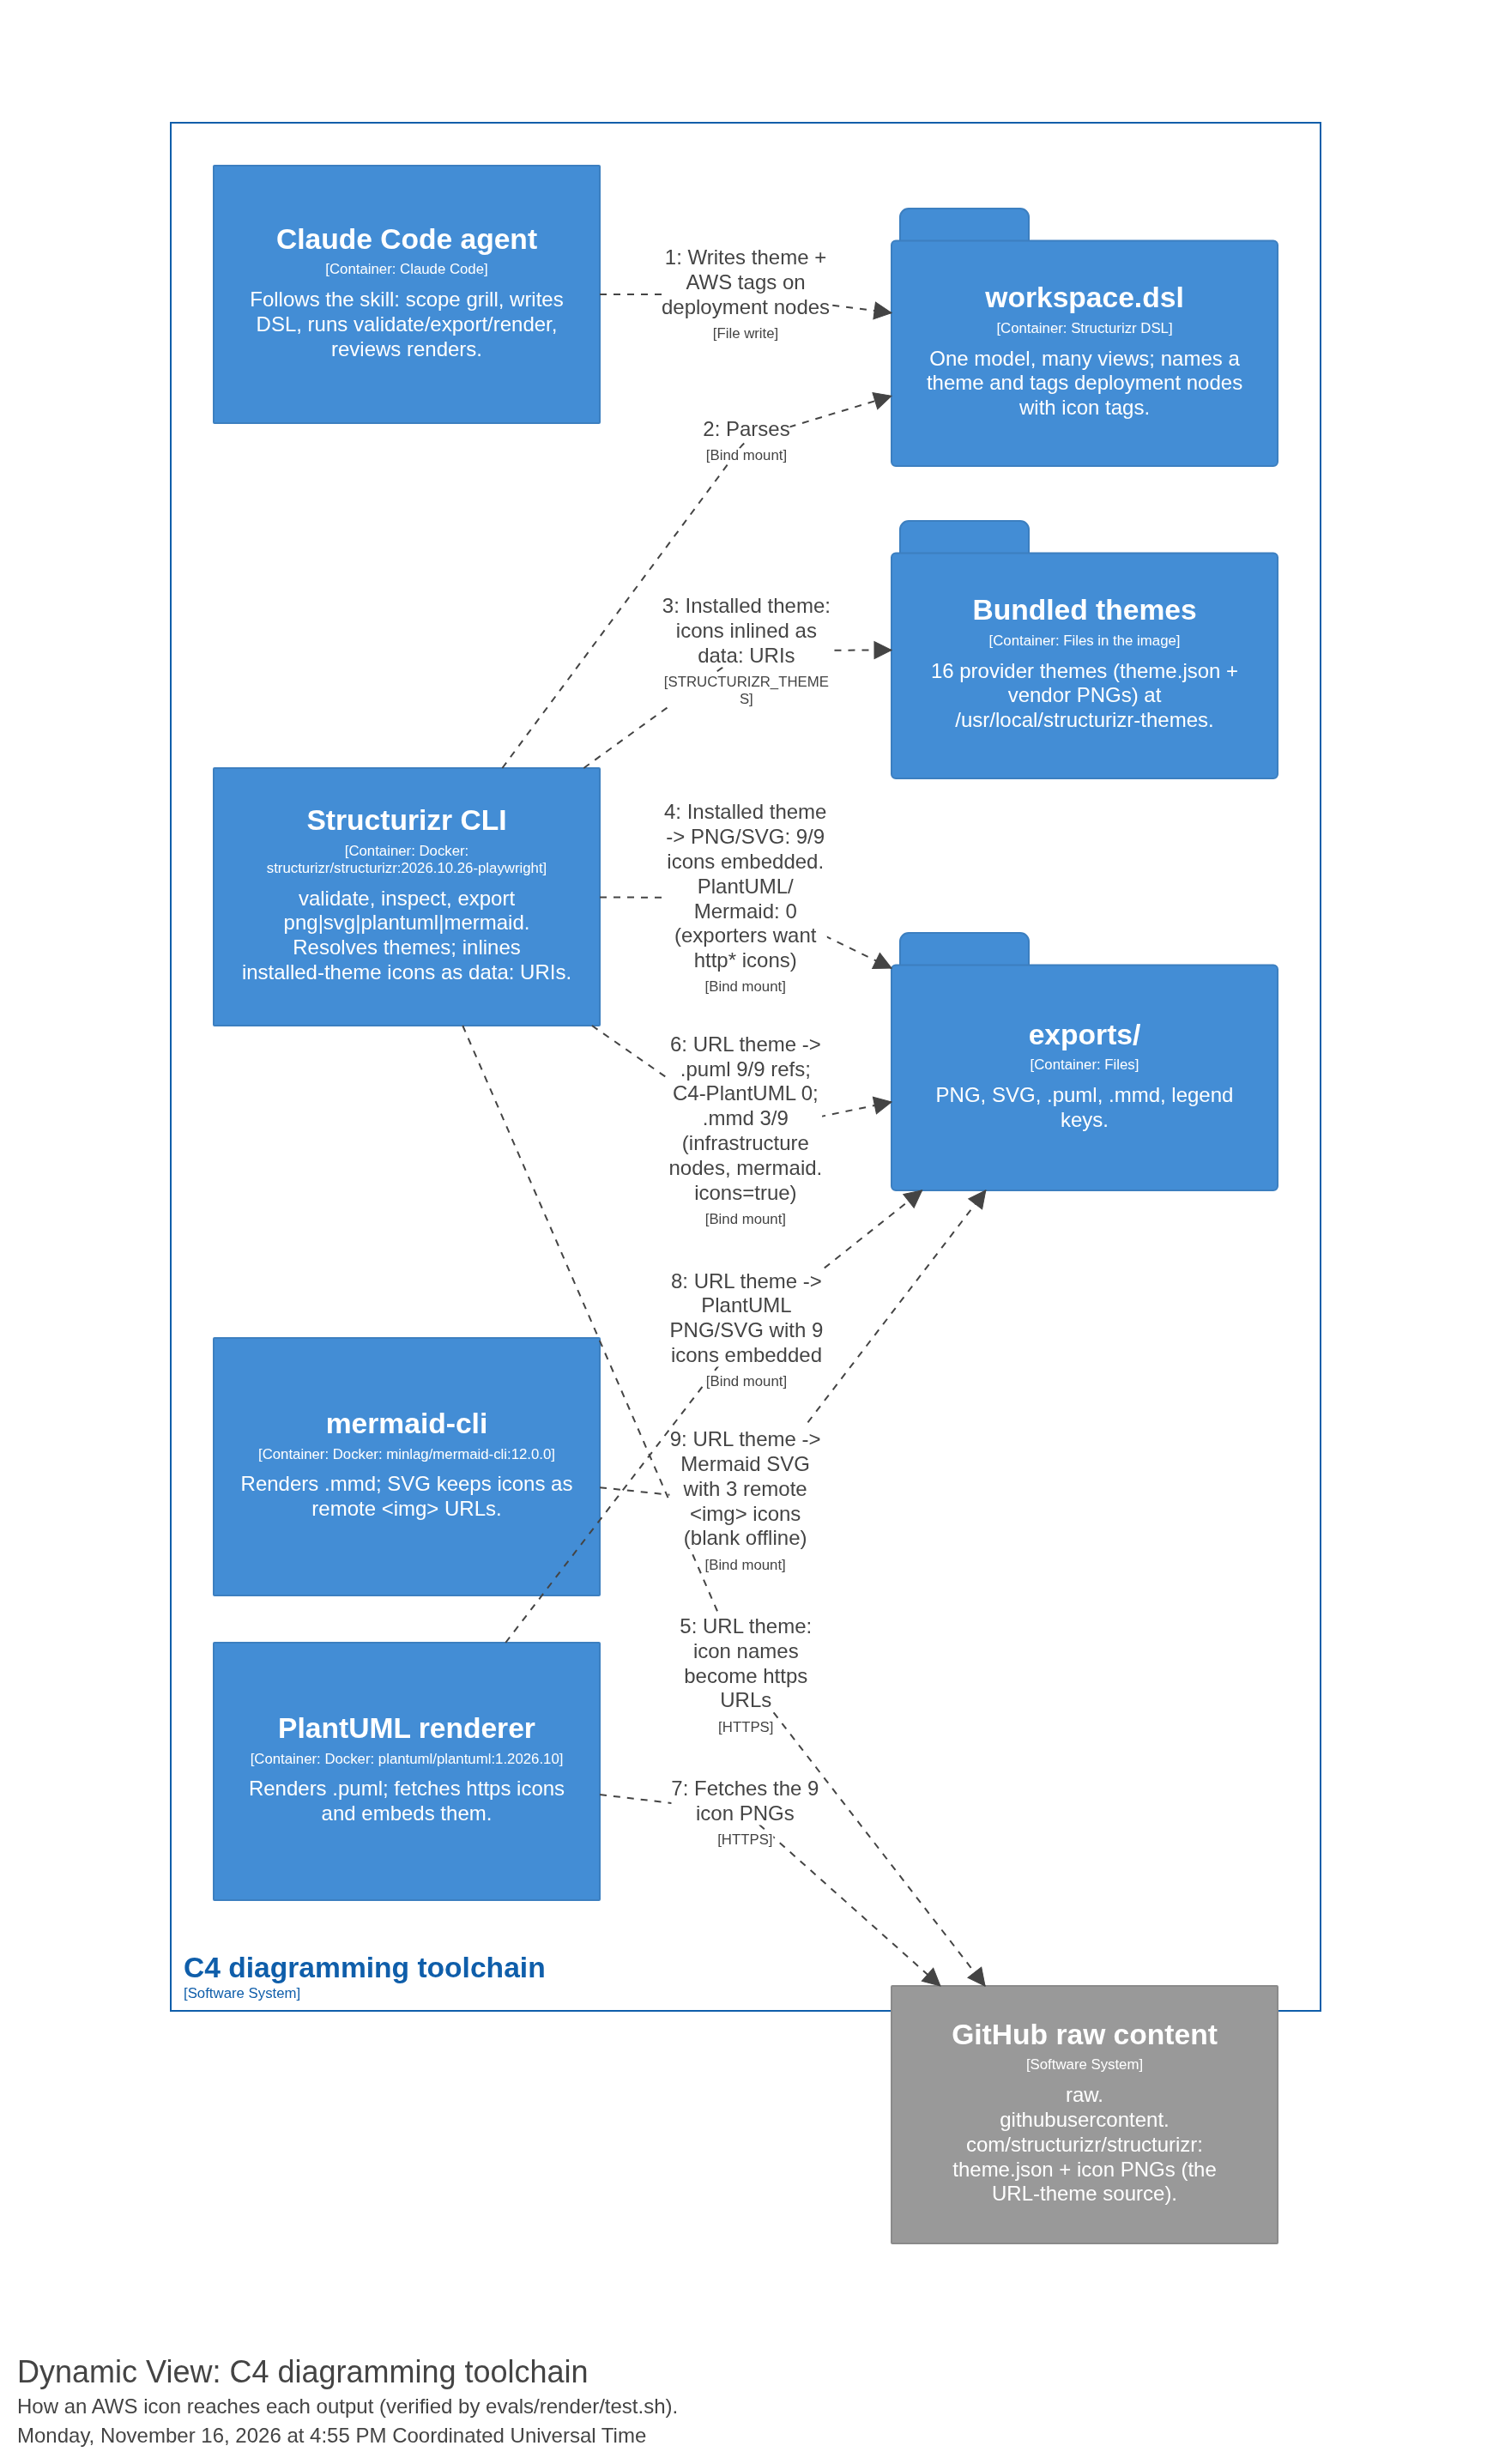 Claude Code agent
[Container: Claude Code]
Follows the skill: scope grill, writes
DSL, runs validate/export/render,
reviews renders.
1: Writes theme +
AWS tags on
deployment nodes
[File write]
workspace.dsl
[Container: Structurizr DSL]
One model, many views; names a
theme and tags deployment nodes
with icon tags.
2: Parses
[Bind mount]
3: Installed theme:
icons inlined as
data: URIs
[STRUCTURIZR_THEME
S]
Bundled themes
[Container: Files in the image]
16 provider themes (theme.json +
vendor PNGs) at
/usr/local/structurizr-themes.
Structurizr CLI
[Container: Docker:
structurizr/structurizr:2026.10.26-playwright]
validate, inspect, export
png|svg|plantuml|mermaid.
Resolves themes; inlines
installed-theme icons as data: URIs.
4: Installed theme
-> PNG/SVG: 9/9
icons embedded.
PlantUML/
Mermaid: 0
(exporters want
http* icons)
[Bind mount]
exports/
[Container: Files]
PNG, SVG, .puml, .mmd, legend
keys.
6: URL theme ->
.puml 9/9 refs;
C4-PlantUML 0;
.mmd 3/9
(infrastructure
nodes, mermaid.
icons=true)
[Bind mount]
8: URL theme ->
PlantUML
PNG/SVG with 9
icons embedded
[Bind mount]
mermaid-cli
[Container: Docker: minlag/mermaid-cli:12.0.0]
Renders .mmd; SVG keeps icons as
remote <img> URLs.
9: URL theme ->
Mermaid SVG
with 3 remote
<img> icons
(blank offline)
[Bind mount]
5: URL theme:
icon names
become https
URLs
[HTTPS]
PlantUML renderer
[Container: Docker: plantuml/plantuml:1.2026.10]
Renders .puml; fetches https icons
and embeds them.
7: Fetches the 9
icon PNGs
[HTTPS]
C4 diagramming toolchain
[Software System]
GitHub raw content
[Software System]
raw.
githubusercontent.
com/structurizr/structurizr:
theme.json + icon PNGs (the
URL-theme source).
Dynamic View: C4 diagramming toolchain
How an AWS icon reaches each output (verified by evals/render/test.sh).
Monday, November 16, 2026 at 4:55 PM Coordinated Universal Time